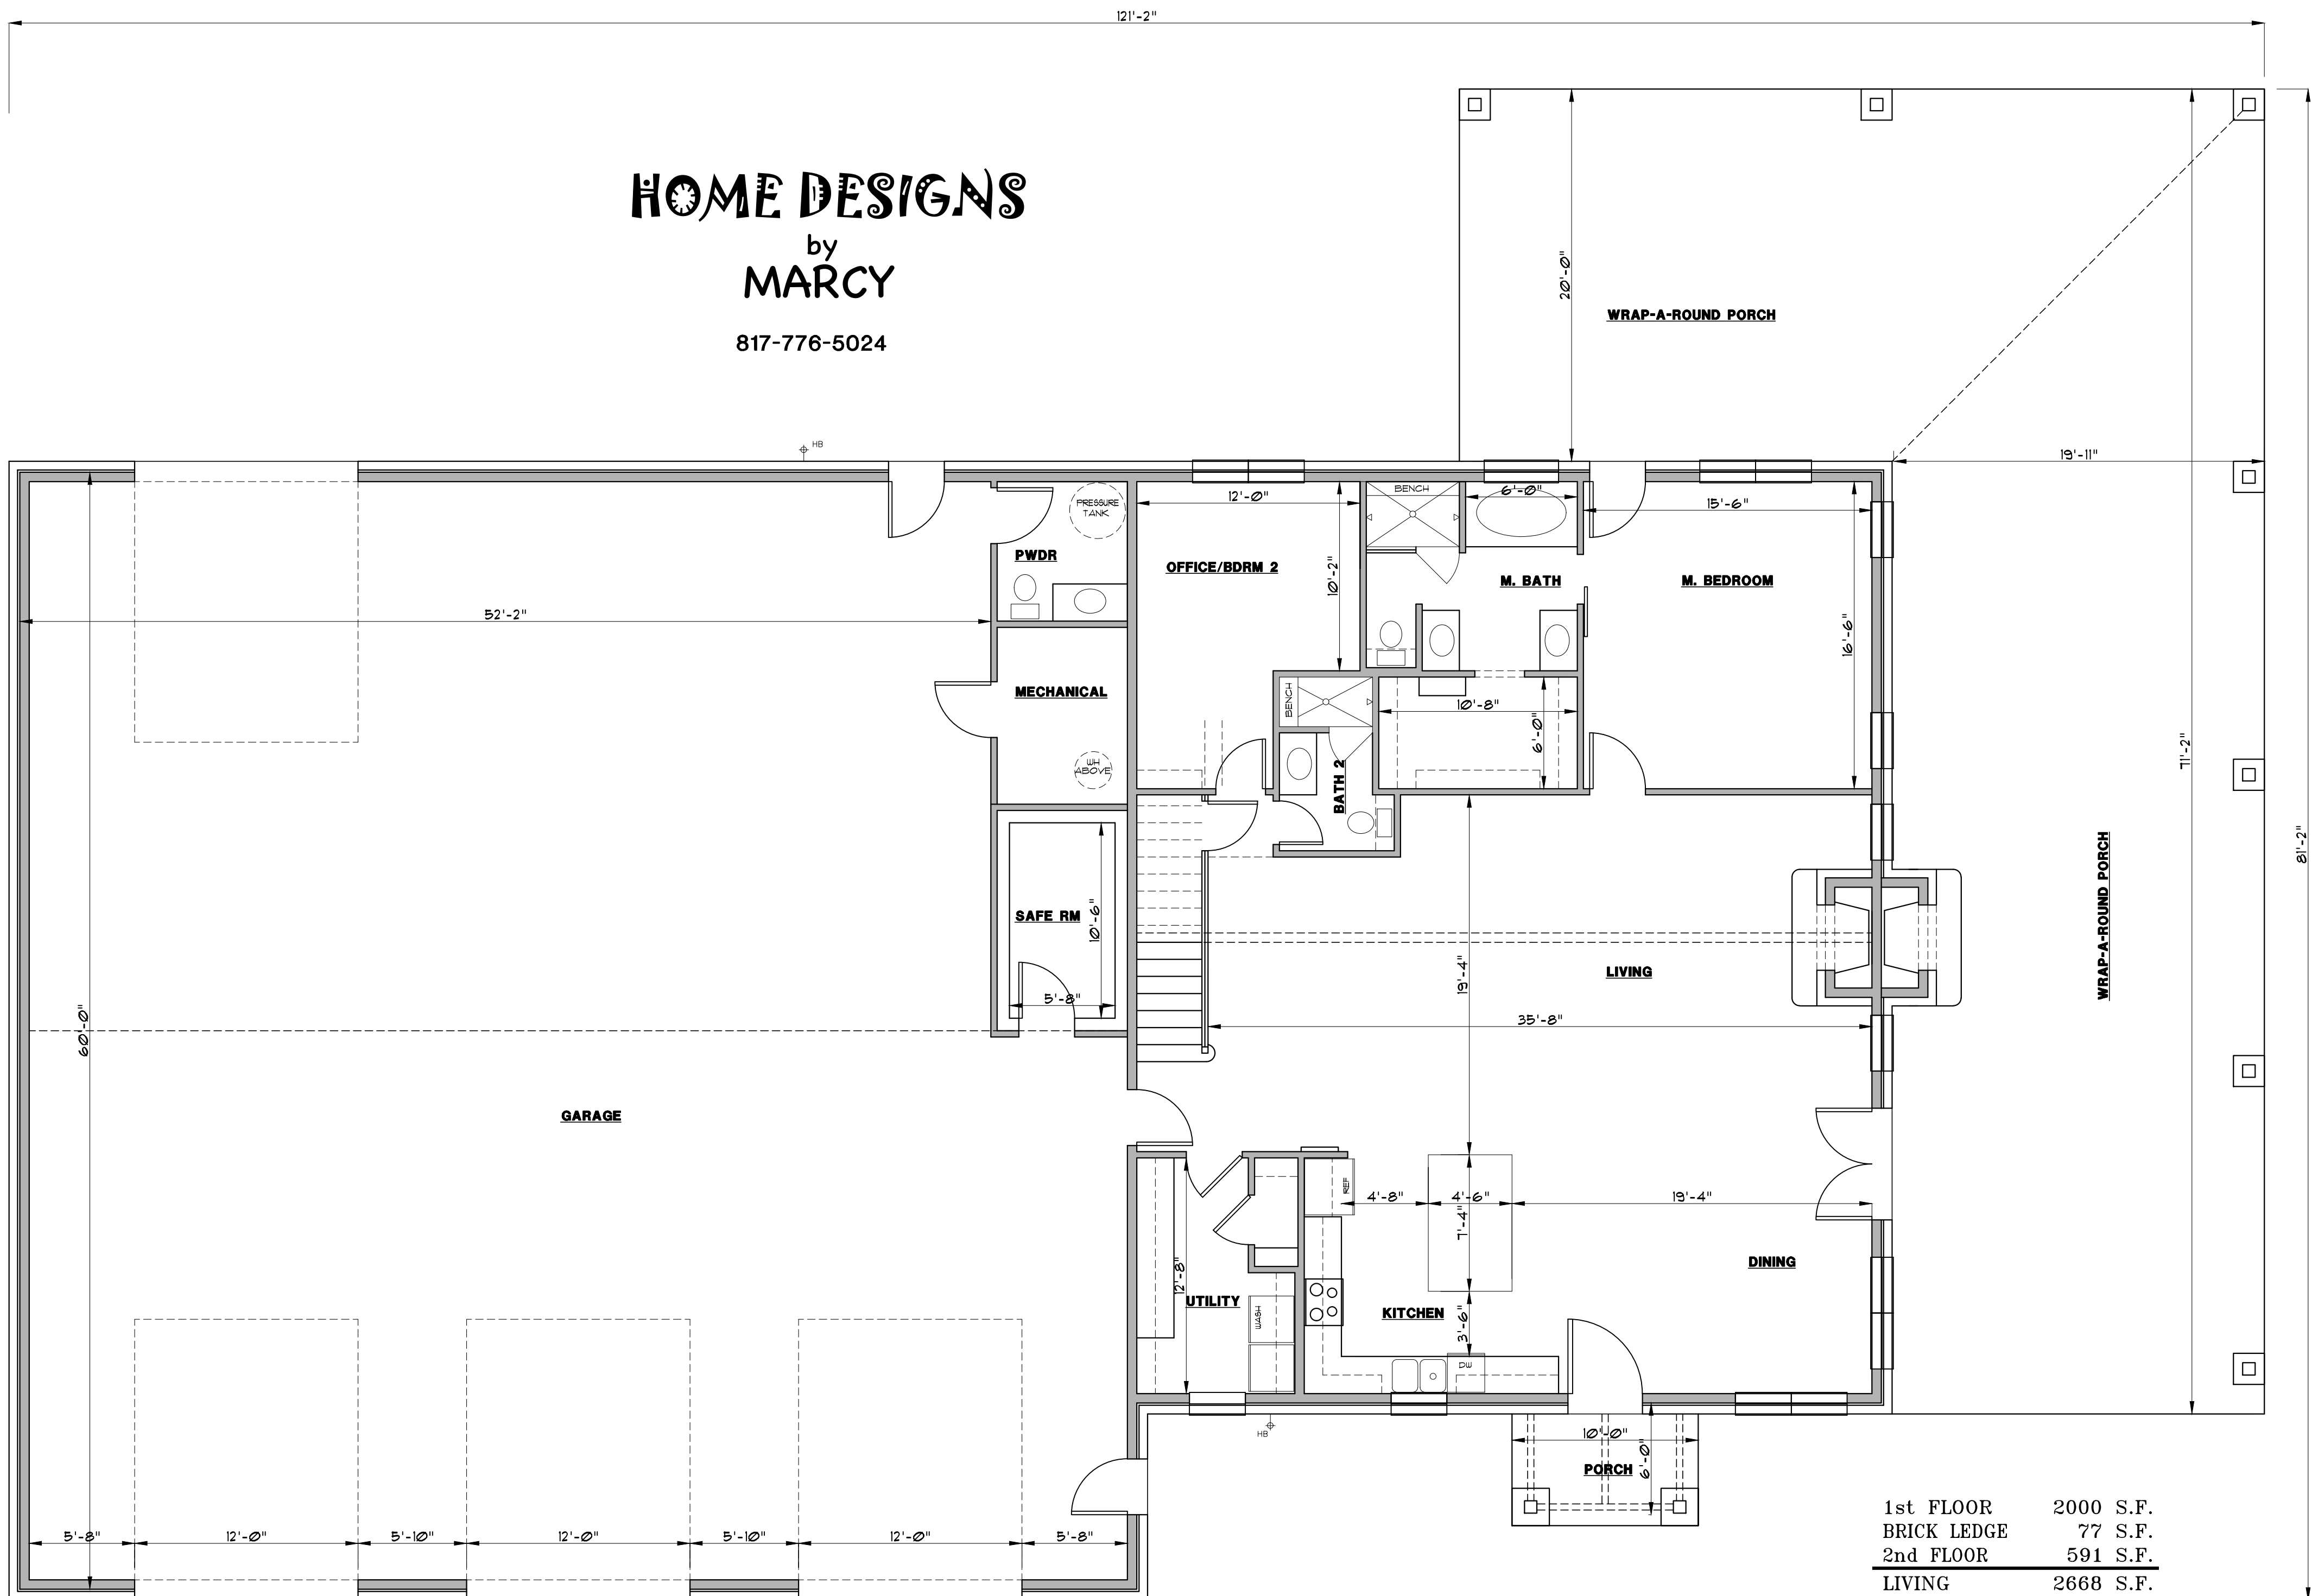 121'-2"
HOME DESIGNS
by
MARCY
817-776-5024
20'-0"
WRAP-A-ROUND PORCH
HB
19'-11"
12'-0"
BENCH
6'-0"
15'-6"
PRESSURE
TANK
PWDR
OFFICE/BDRM 2
10'-2"
M. BATH
M. BEDROOM
52'-2"
16'-6"
MECHANICAL
BENCH
10'-8"
6'-0"
71'-2"
WH
ABOVE
BATH 2
81'-2"
WRAP-A-ROUND PORCH
SAFE RM
10'-6"
5'-8"
19'-4"
LIVING
60'-0"
35'-8"
GARAGE
REF
4'-8"
4'-6"
19'-4"
7'-4"
12'-8"
DINING
UTILITY
WASH
KITCHEN
3'-6"
DW
HB
10'-0"
6'-0"
PORCH
5'-8"
12'-0"
5'-10"
12'-0"
5'-10"
12'-0"
5'-8"
1st FLOOR 2000 S.F.
BRICK LEDGE 77 S.F.
2nd FLOOR 591 S.F.
LIVING 2668 S.F.